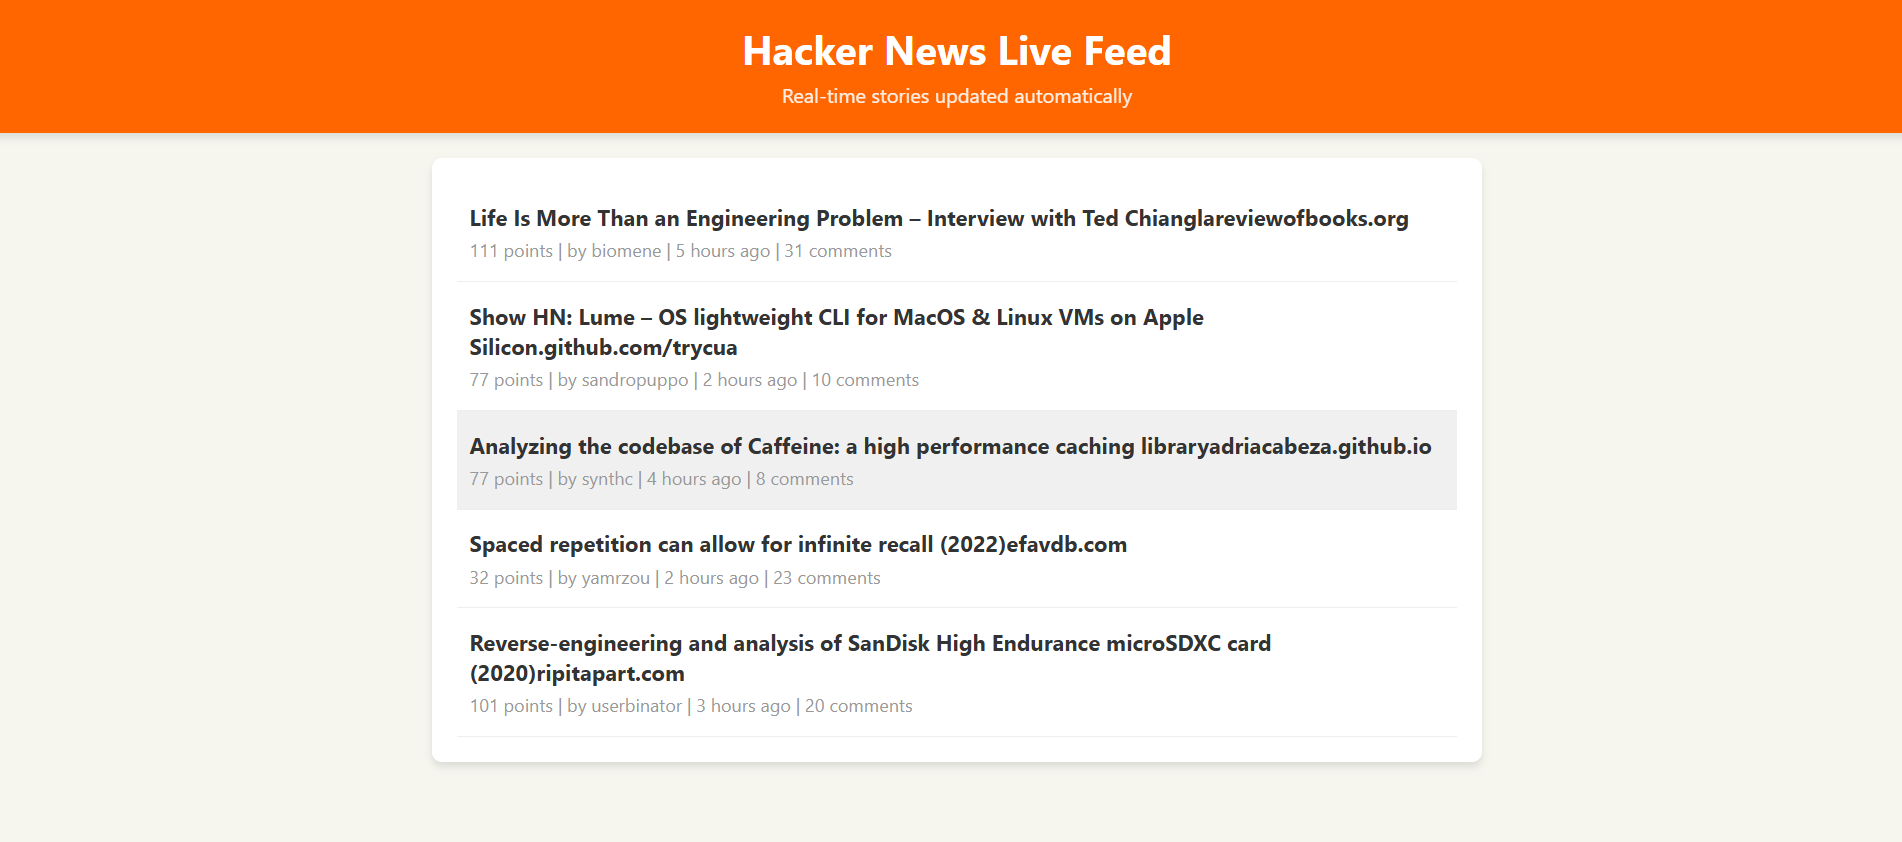 Hacker News Live Feed
Real-time stories updated automatically
Life Is More Than an Engineering Problem – Interview with Ted Chianglareviewofbooks.org
111 points | by biomene | 5 hours ago | 31 comments
Show HN: Lume – OS lightweight CLI for MacOS & Linux VMs on Apple
Silicon.github.com/trycua
77 points | by sandropuppo | 2 hours ago | 10 comments
Analyzing the codebase of Caffeine: a high performance caching libraryadriacabeza.github.io
77 points | by synthc | 4 hours ago | 8 comments
Spaced repetition can allow for infinite recall (2022)efavdb.com
32 points | by yamrzou | 2 hours ago | 23 comments
Reverse-engineering and analysis of SanDisk High Endurance microSDXC card
(2020)ripitapart.com
101 points | by userbinator | 3 hours ago | 20 comments